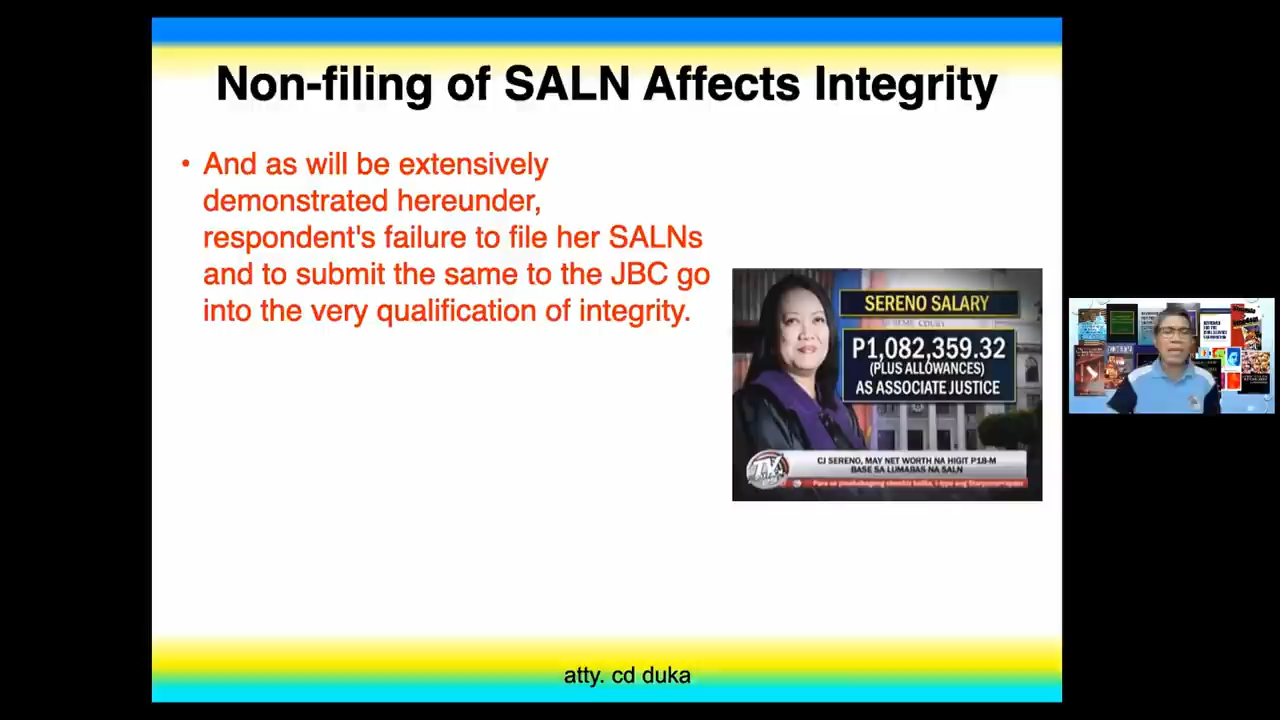 Non-filing of SALN Affects Integrity
• And as will be extensively
demonstrated hereunder,
respondent's failure to file her SALNs
and to submit the same to the JBC go
into the very qualification of integrity.
SERENO SALARY
P1,082,359.32
(PLUS ALLOWANCES)
AS ASSOCIATE JUSTICE
CJ SERENO, MAY NET WORTH NA HIGIT P18-M
BASE SA LUMABAS NA SALN
atty. cd duka